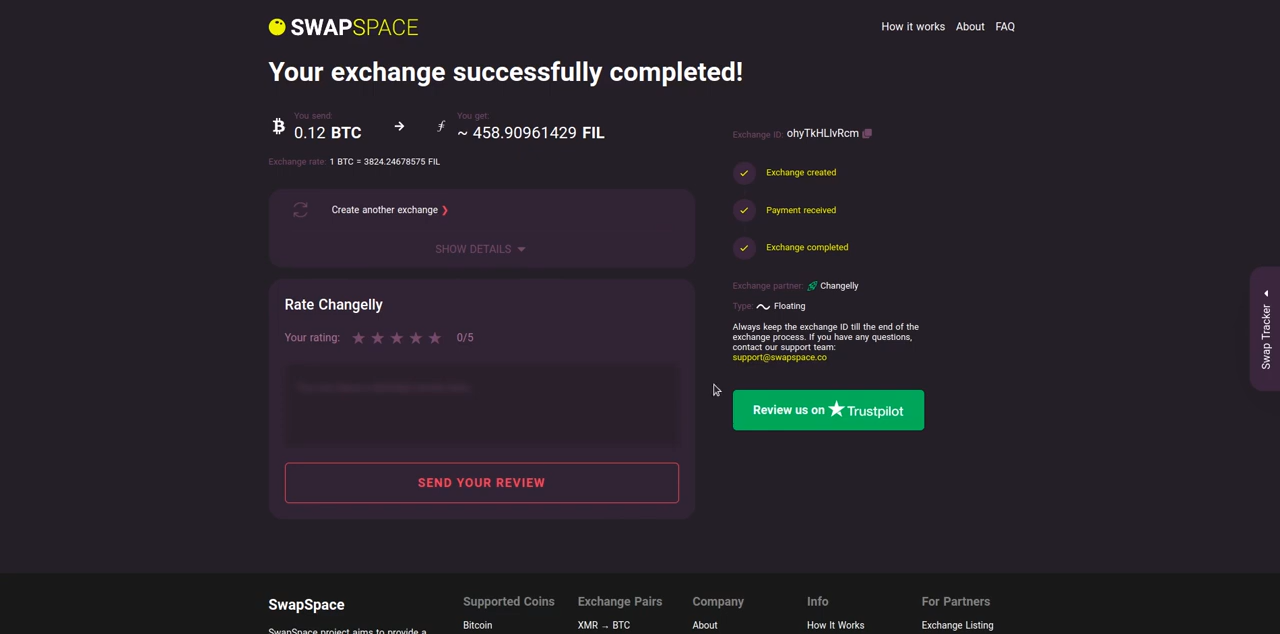 SWAPSPACE
How it works About FAQ
Your exchange successfully completed!
You send:
0.12 BTC
You get:
~ 458.90961429 FIL
Exchange rate: 1 BTC = 3824.24678575 FIL
Create another exchange ❯
SHOW DETAILS
Rate Changelly
Your rating: 0/5
SEND YOUR REVIEW
Exchange ID: ohyTkHLIvRcm
Exchange created
Payment received
Exchange completed
Exchange partner: Changelly
Type: Floating
Always keep the exchange ID till the end of the
exchange process. If you have any questions,
contact our support team:
support@swapspace.co
Review us on Trustpilot
Swap Tracker
SwapSpace
SwapSpace project aims to provide a
Supported Coins
Bitcoin
Exchange Pairs
XMR → BTC
Company
About
Info
How It Works
For Partners
Exchange Listing